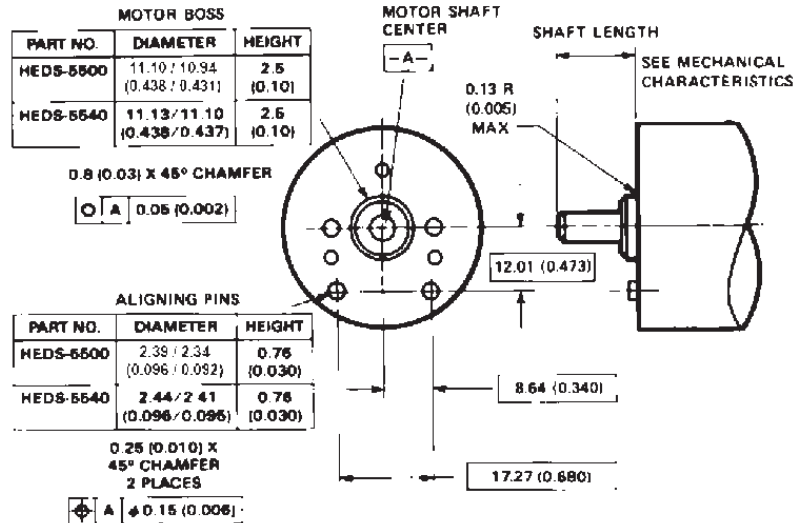 MOTOR BOSS
PART NO. DIAMETER HEIGHT
HEDS-5500 11.10 / 10.94 2.5
(0.438 / 0.431) (0.10)
HEDS-5540 11.13/11.10 2.5
(0.438/0.437) (0.10)
0.8 (0.03) X 45° CHAMFER
A 0.05 (0.002)
MOTOR SHAFT
CENTER
-A-
SHAFT LENGTH
SEE MECHANICAL
CHARACTERISTICS
0.13 R
(0.005)
MAX
12.01 (0.473)
ALIGNING PINS
PART NO. DIAMETER HEIGHT
HEDS-5500 2.39 / 2.34 0.76
(0.096 / 0.092) (0.030)
HEDS-5540 2.44/2.41 0.76
(0.096/0.095) (0.030)
0.25 (0.010) X
45° CHAMFER
2 PLACES
A ⌀ 0.15 (0.006)
8.64 (0.340)
17.27 (0.680)